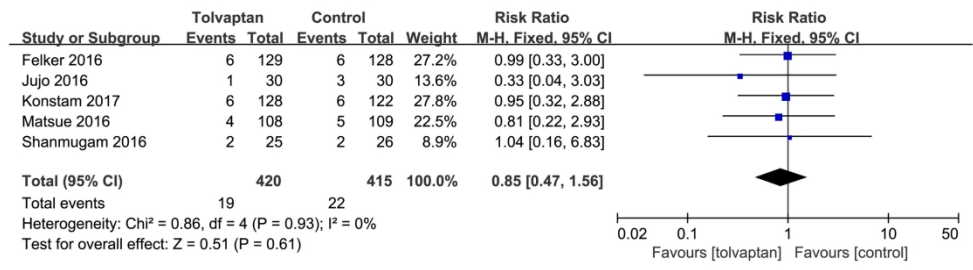 Tolvaptan Control Risk Ratio Risk Ratio
Study or Subgroup Events Total Events Total Weight M-H, Fixed, 95% CI M-H, Fixed, 95% CI
Felker 2016 6 129 6 128 27.2% 0.99 [0.33, 3.00]
Jujo 2016 1 30 3 30 13.6% 0.33 [0.04, 3.03]
Konstam 2017 6 128 6 122 27.8% 0.95 [0.32, 2.88]
Matsue 2016 4 108 5 109 22.5% 0.81 [0.22, 2.93]
Shanmugam 2016 2 25 2 26 8.9% 1.04 [0.16, 6.83]
Total (95% CI) 420 415 100.0% 0.85 [0.47, 1.56]
Total events 19 22
Heterogeneity: Chi² = 0.86, df = 4 (P = 0.93); I² = 0%
Test for overall effect: Z = 0.51 (P = 0.61)
0.02 0.1 1 10 50
Favours [tolvaptan] Favours [control]